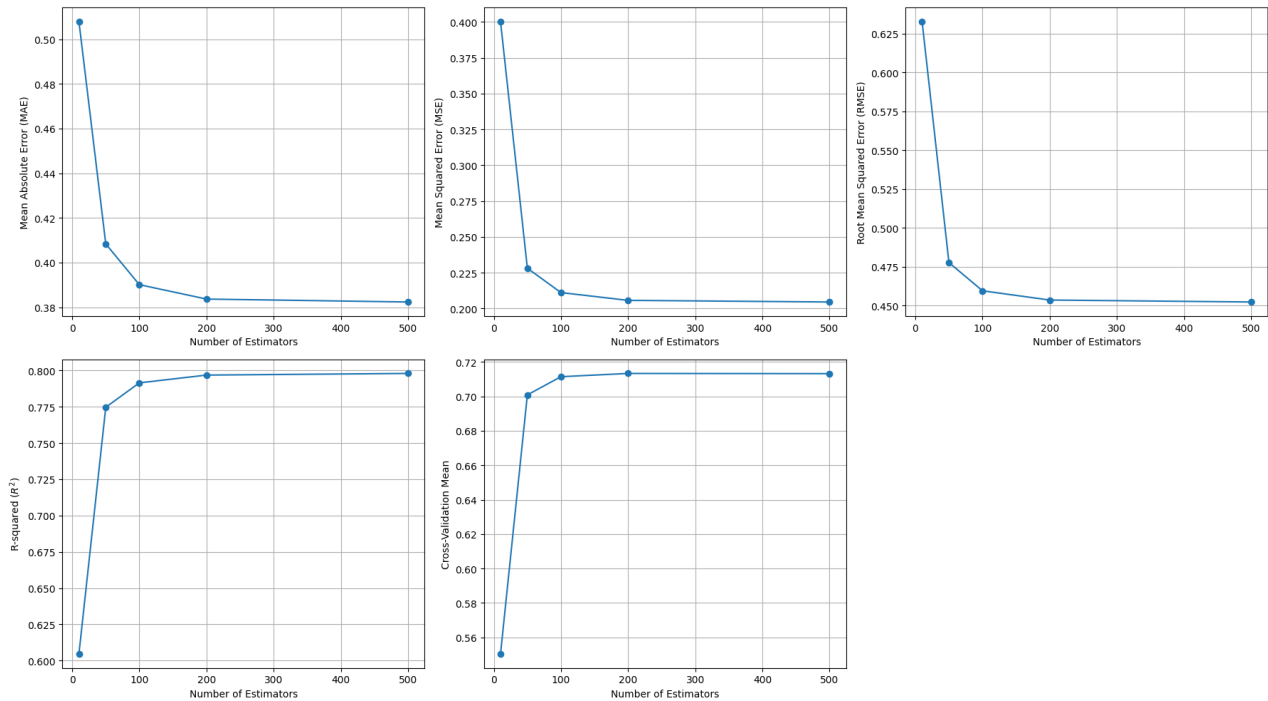 Mean Absolute Error (MAE)
0.50
0.48
0.46
0.44
0.42
0.40
0.38
0 100 200 300 400 500
Number of Estimators
Mean Squared Error (MSE)
0.400
0.375
0.350
0.325
0.300
0.275
0.250
0.225
0.200
0 100 200 300 400 500
Number of Estimators
Root Mean Squared Error (RMSE)
0.625
0.600
0.575
0.550
0.525
0.500
0.475
0.450
0 100 200 300 400 500
Number of Estimators
R-squared (R²)
0.800
0.775
0.750
0.725
0.700
0.675
0.650
0.625
0.600
0 100 200 300 400 500
Number of Estimators
Cross-Validation Mean
0.72
0.70
0.68
0.66
0.64
0.62
0.60
0.58
0.56
0 100 200 300 400 500
Number of Estimators